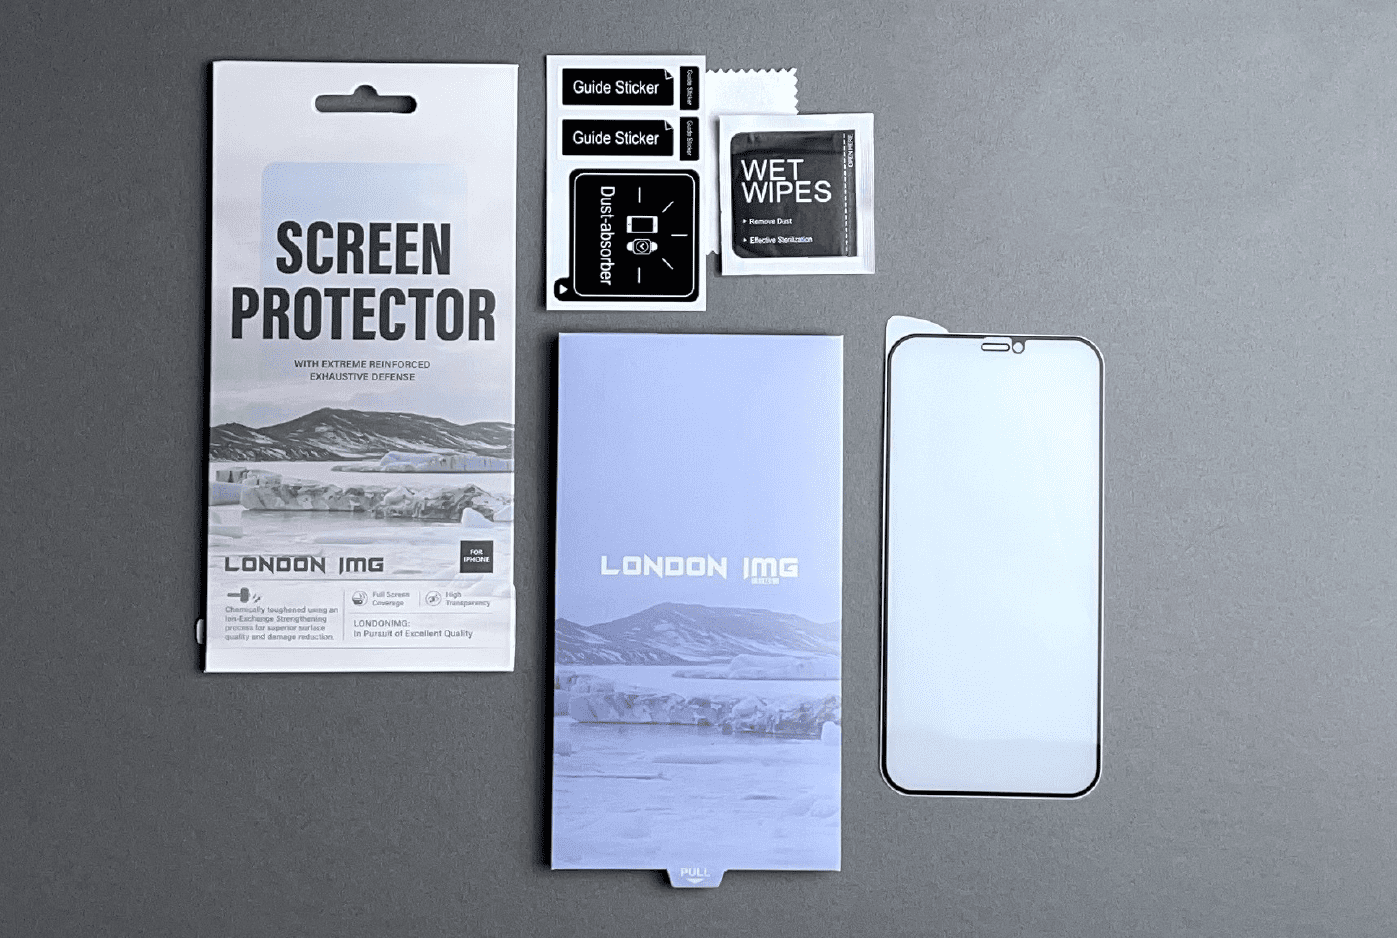 SCREEN
PROTECTOR
WITH EXTREME REINFORCED
EXHAUSTIVE DEFENSE
LONDON IMG
FOR
IPHONE
Chemically toughened using an
Ion-Exchange Strengthening
process for superior surface
quality and damage reduction.
Full Screen
Coverage
High
Transparency
LONDONIMG:
In Pursuit of Excellent Quality
Guide Sticker
Guide Sticker
Guide Sticker
Guide Sticker
Dust-absorber
WET
WIPES
Remove Dust
Effective Sterilization
OPEN HERE
LONDON IMG
PULL